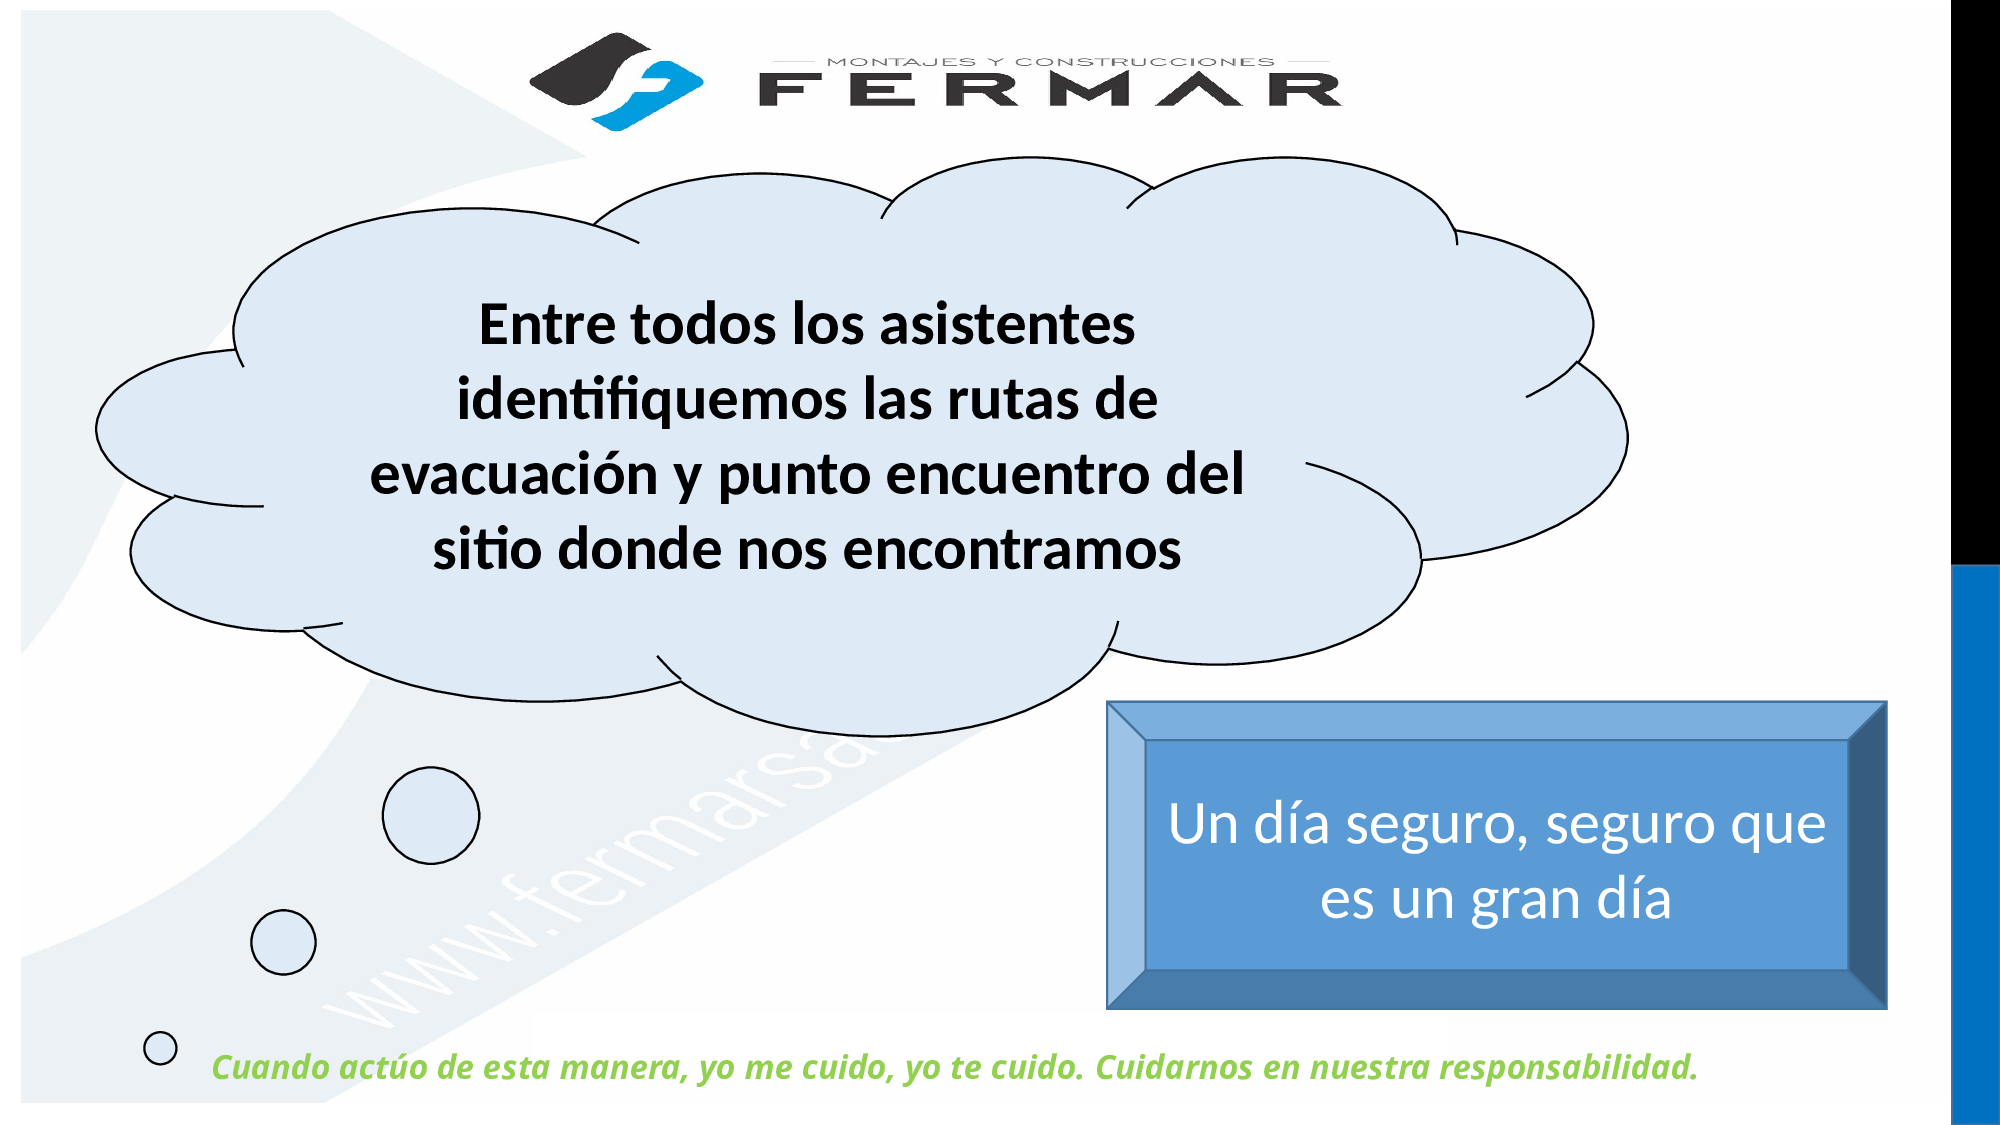 MONTAJES Y CONSTRUCCIONES
FERMAR
Entre todos los asistentes
identifiquemos las rutas de
evacuación y punto encuentro del
sitio donde nos encontramos
www.fermarsa
Un día seguro, seguro que
es un gran día
Cuando actúo de esta manera, yo me cuido, yo te cuido. Cuidarnos en nuestra responsabilidad.